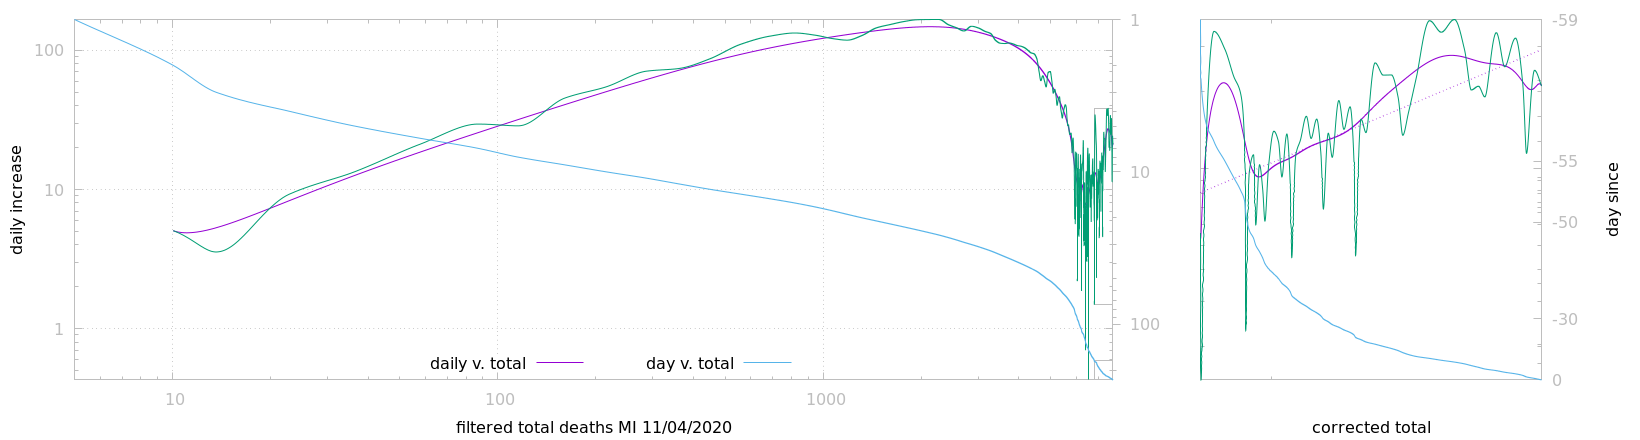 100
10
1
daily increase
daily v. total
day v. total
10
100
1000
filtered total deaths MI 11/04/2020
1
10
100
-59
-55
-50
-30
0
day since
corrected total